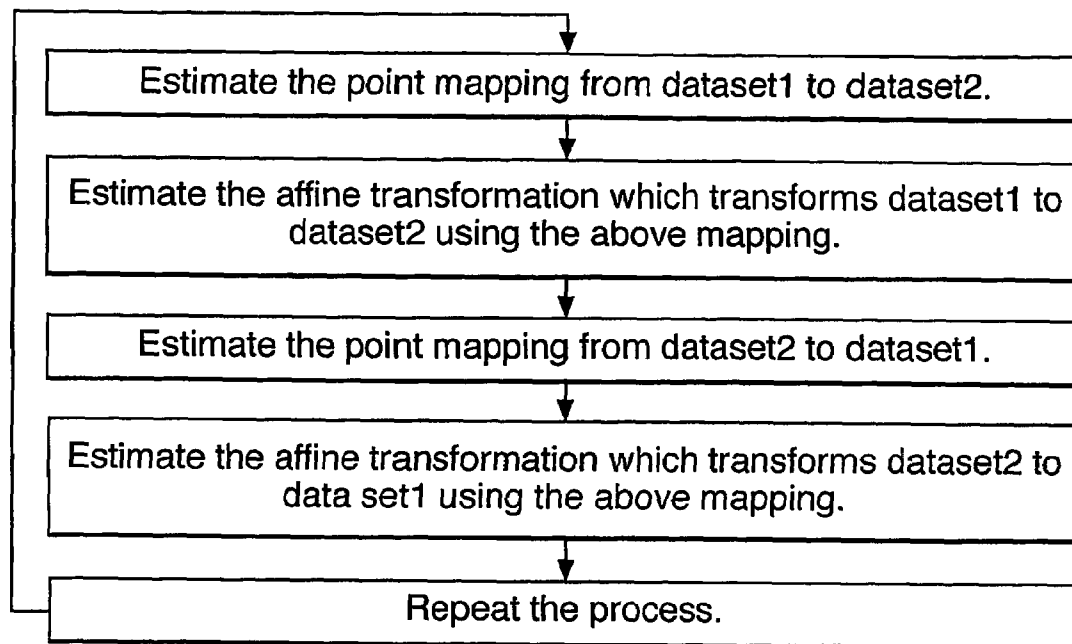 Estimate the point mapping from dataset1 to dataset2.
Estimate the affine transformation which transforms dataset1 to
dataset2 using the above mapping.
Estimate the point mapping from dataset2 to dataset1.
Estimate the affine transformation which transforms dataset2 to
data set1 using the above mapping.
Repeat the process.